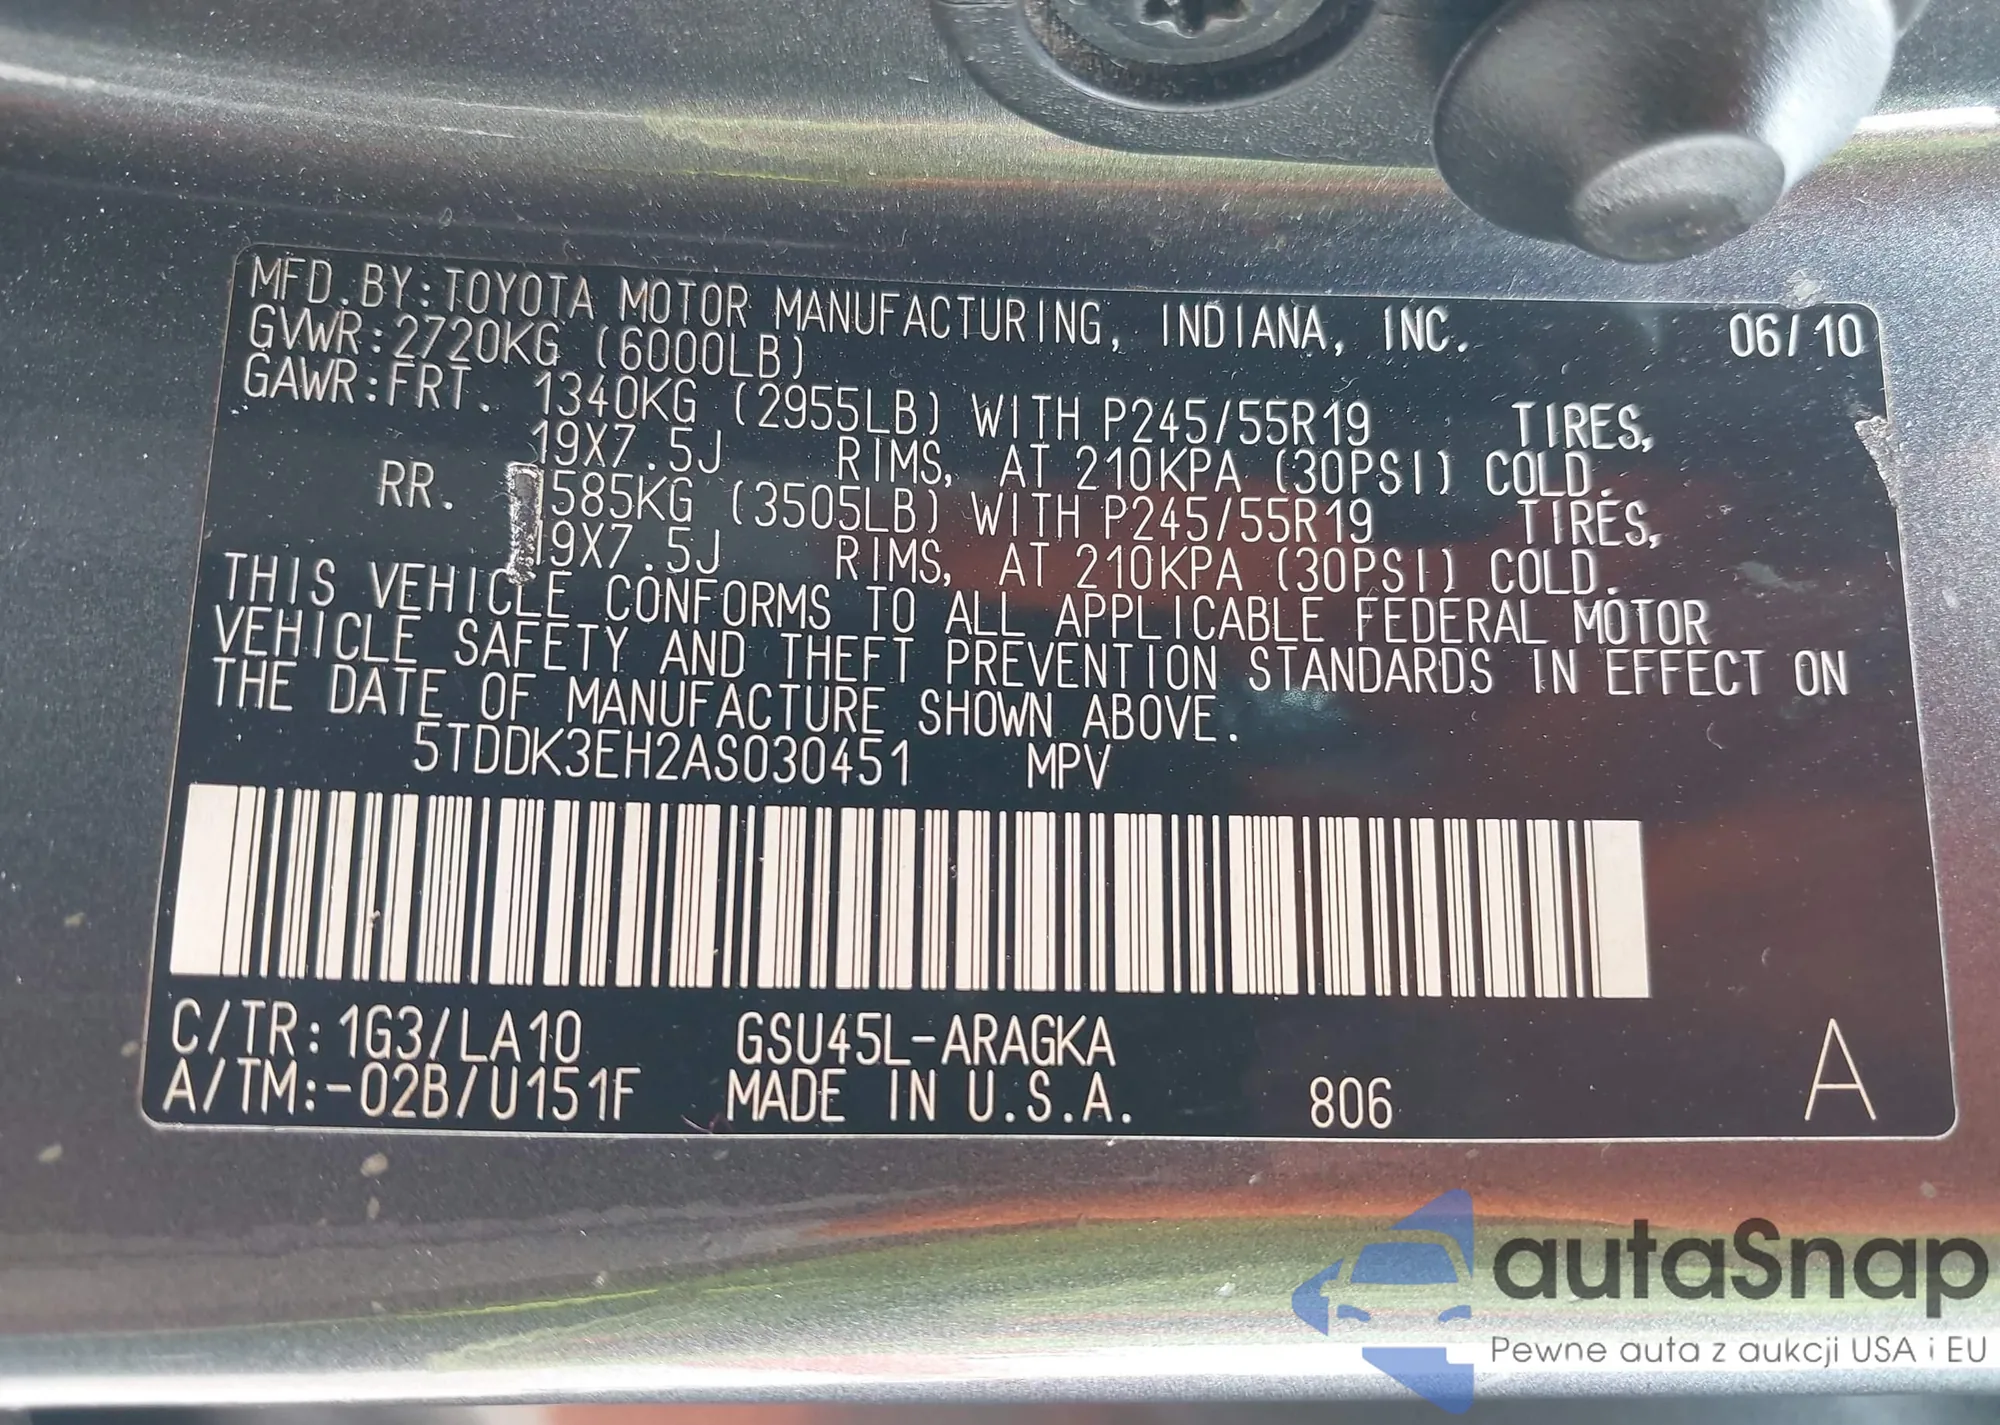 MFD.BY:TOYOTA MOTOR MANUFACTURING, INDIANA, INC. 06/10
GVWR:2720KG (6000LB)
GAWR:FRT. 1340KG (2955LB) WITH P245/55R19 TIRES,
19X7.5J RIMS, AT 210KPA (30PSI) COLD.
RR. 1585KG (3505LB) WITH P245/55R19 TIRES,
19X7.5J RIMS, AT 210KPA (30PSI) COLD.
THIS VEHICLE CONFORMS TO ALL APPLICABLE FEDERAL MOTOR
VEHICLE SAFETY AND THEFT PREVENTION STANDARDS IN EFFECT ON
THE DATE OF MANUFACTURE SHOWN ABOVE.
5TDDK3EH2AS030451 MPV
C/TR:1G3/LA10 GSU45L-ARAGKA
A/TM:-02B/U151F MADE IN U.S.A. 806 A
autaSnap
Pewne auta z aukcji USA i EU